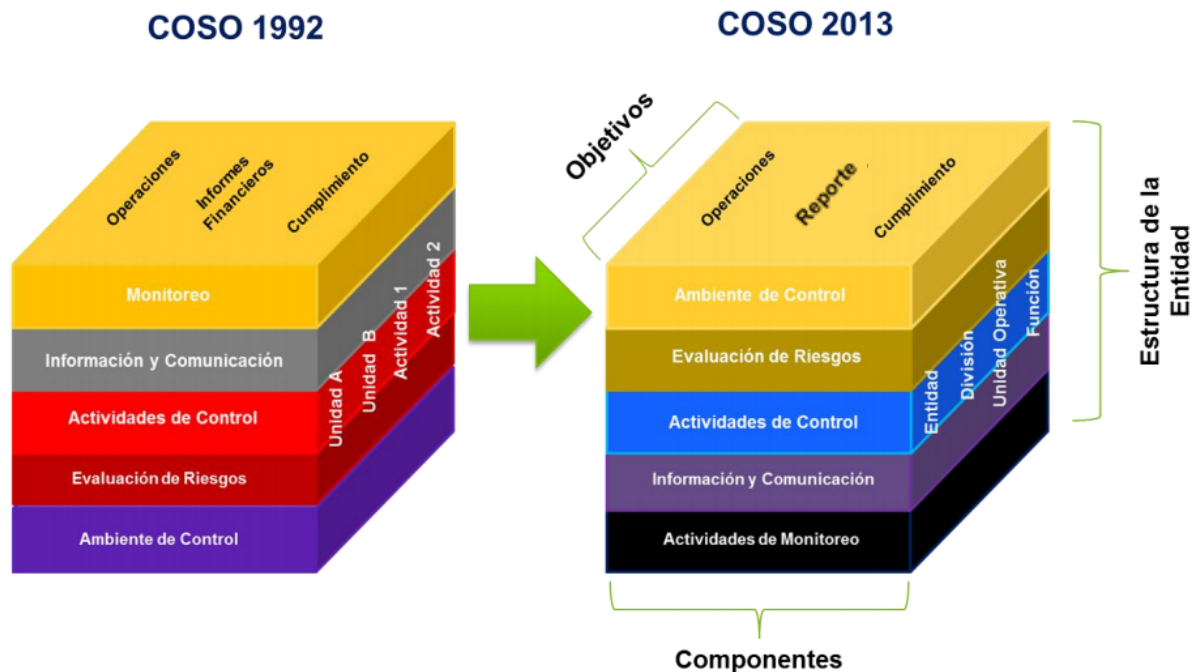 COSO 1992
COSO 2013
Operaciones
Informes
Financieros
Cumplimiento
Monitoreo
Información y Comunicación
Actividades de Control
Evaluación de Riesgos
Ambiente de Control
Unidad A
Unidad B
Actividad 1
Actividad 2
Objetivos
Operaciones
Reporte
Cumplimiento
Ambiente de Control
Evaluación de Riesgos
Actividades de Control
Información y Comunicación
Actividades de Monitoreo
Entidad
División
Unidad Operativa
Función
Estructura de la
Entidad
Componentes